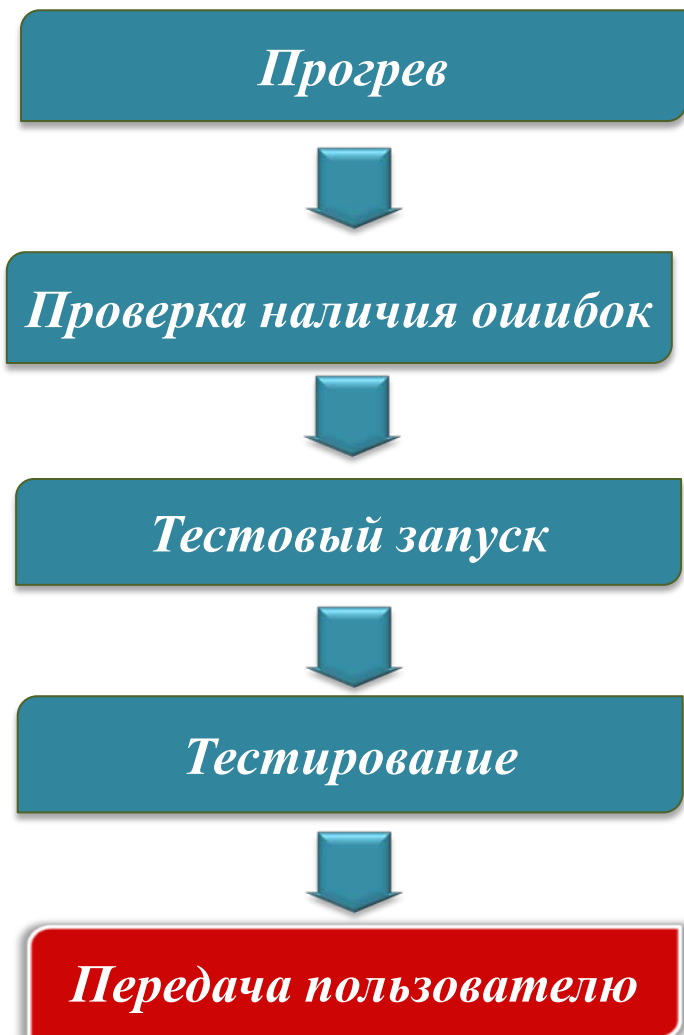 Прогрев
Проверка наличия ошибок
Тестовый запуск
Тестирование
Передача пользователю